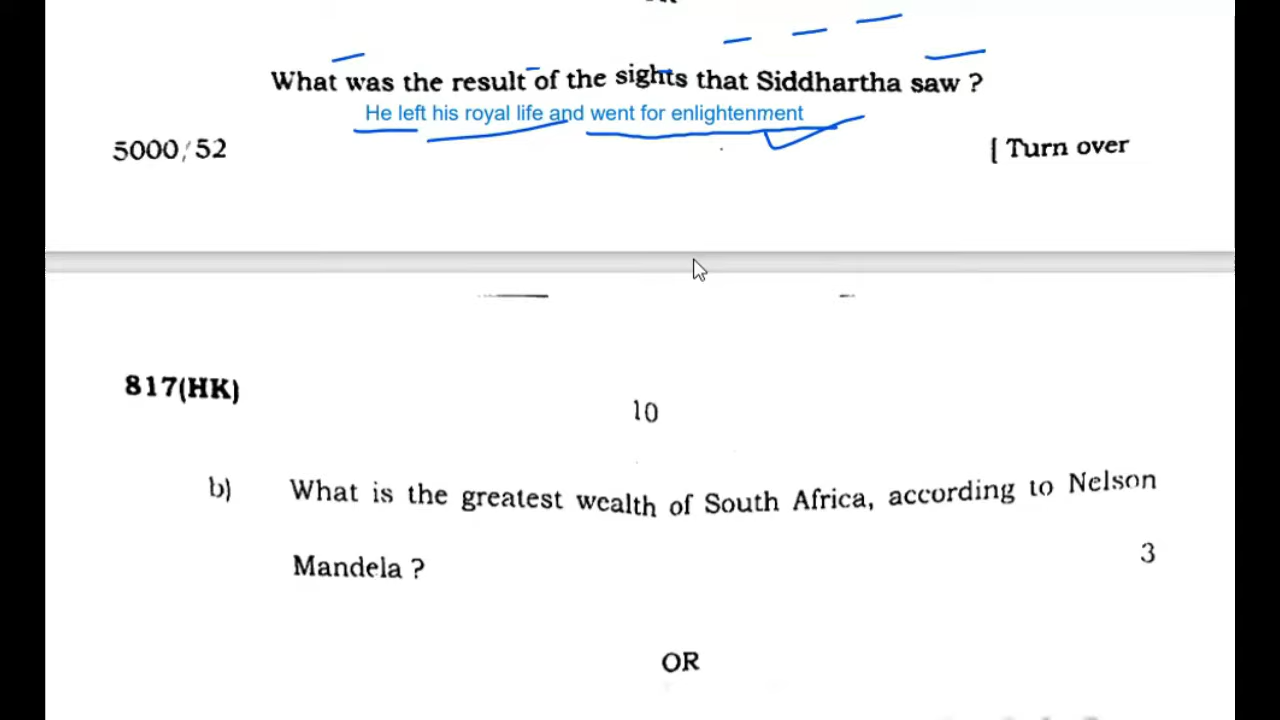 What was the result of the sights that Siddhartha saw ?
He left his royal life and went for enlightenment
5000/52
[ Turn over
817(HK)
10
b) What is the greatest wealth of South Africa, according to Nelson
Mandela ?
3
OR